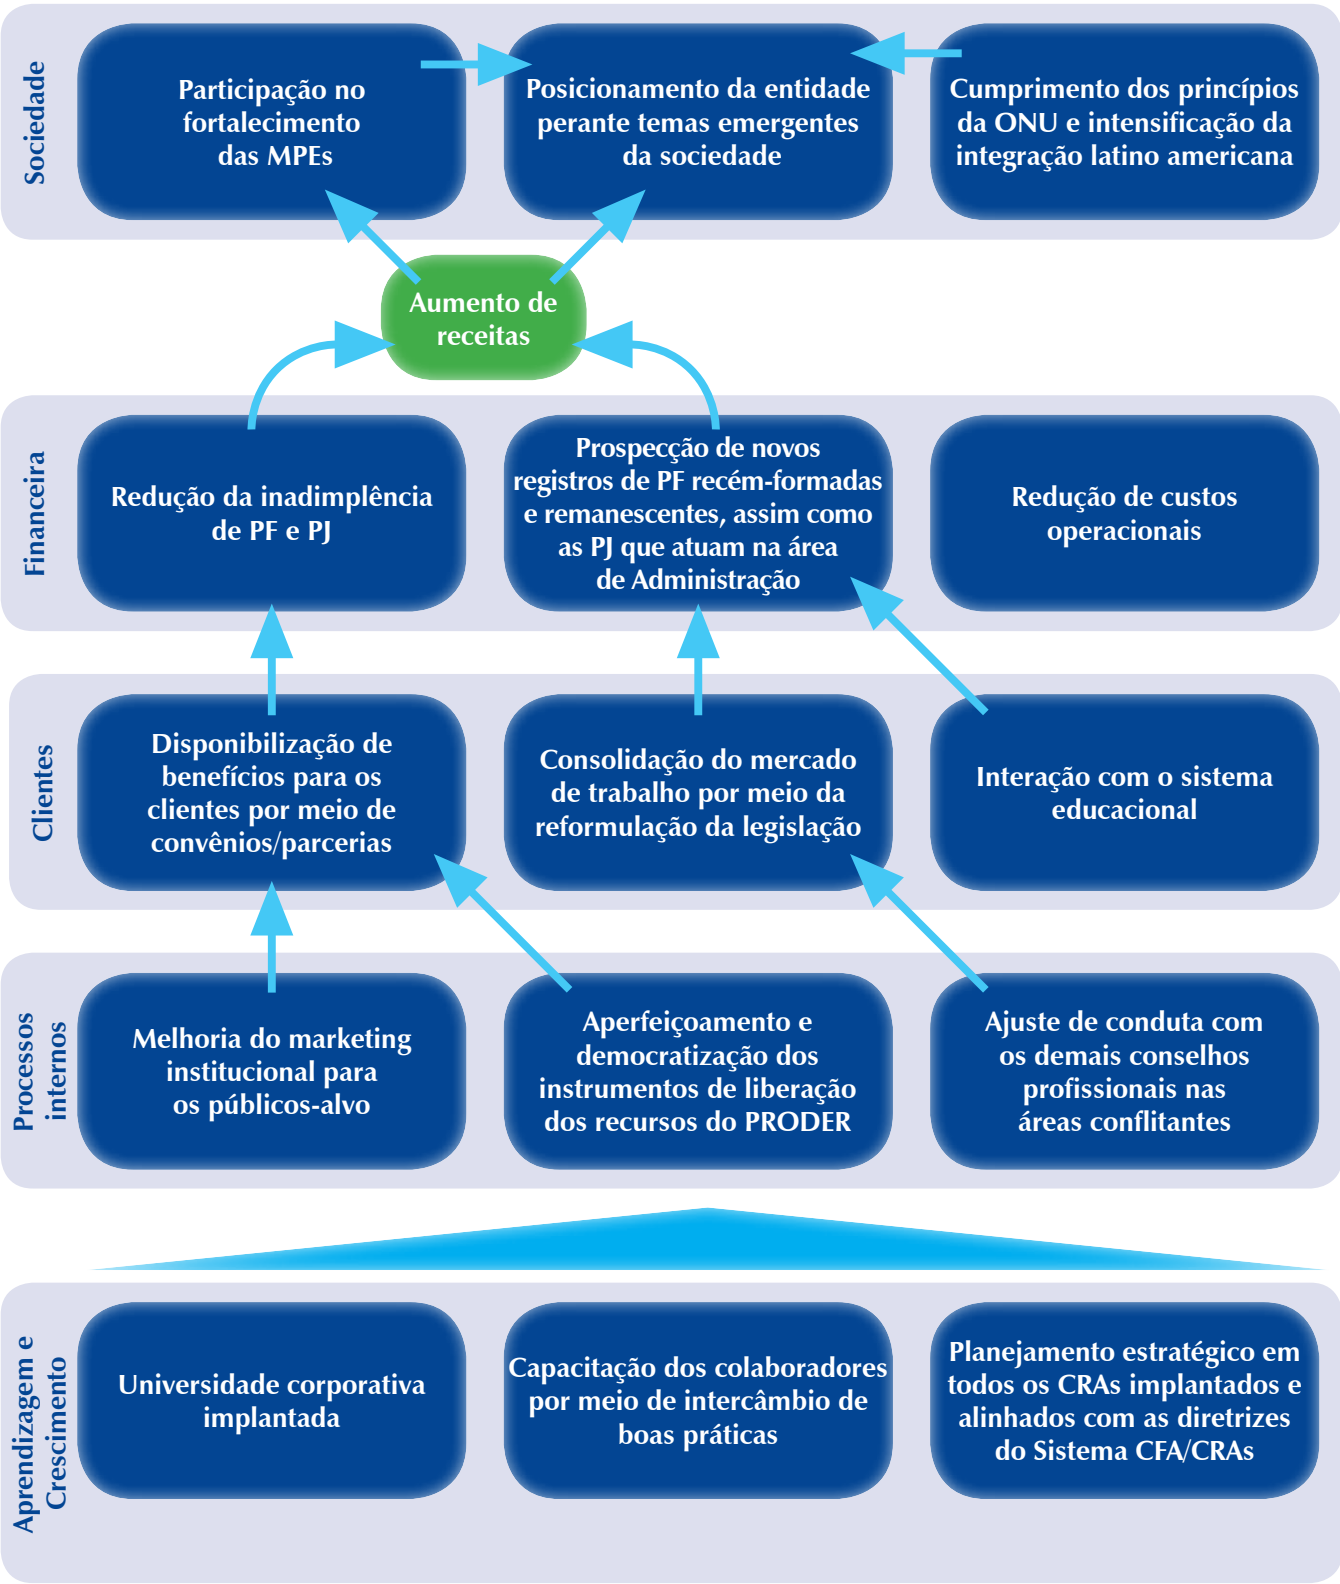 Sociedade
Participação no
fortalecimento
das MPEs
Posicionamento da entidade
perante temas emergentes
da sociedade
Cumprimento dos princípios
da ONU e intensificação da
integração latino americana
Aumento de
receitas
Financeira
Redução da inadimplência
de PF e PJ
Prospecção de novos
registros de PF recém-formadas
e remanescentes, assim como
as PJ que atuam na área
de Administração
Redução de custos
operacionais
Clientes
Disponibilização de
benefícios para os
clientes por meio de
convênios/parcerias
Consolidação do mercado
de trabalho por meio da
reformulação da legislação
Interação com o sistema
educacional
Processos
internos
Melhoria do marketing
institucional para
os públicos-alvo
Aperfeiçoamento e
democratização dos
instrumentos de liberação
dos recursos do PRODER
Ajuste de conduta com
os demais conselhos
profissionais nas
áreas conflitantes
Aprendizagem e
Crescimento
Universidade corporativa
implantada
Capacitação dos colaboradores
por meio de intercâmbio de
boas práticas
Planejamento estratégico em
todos os CRAs implantados e
alinhados com as diretrizes
do Sistema CFA/CRAs